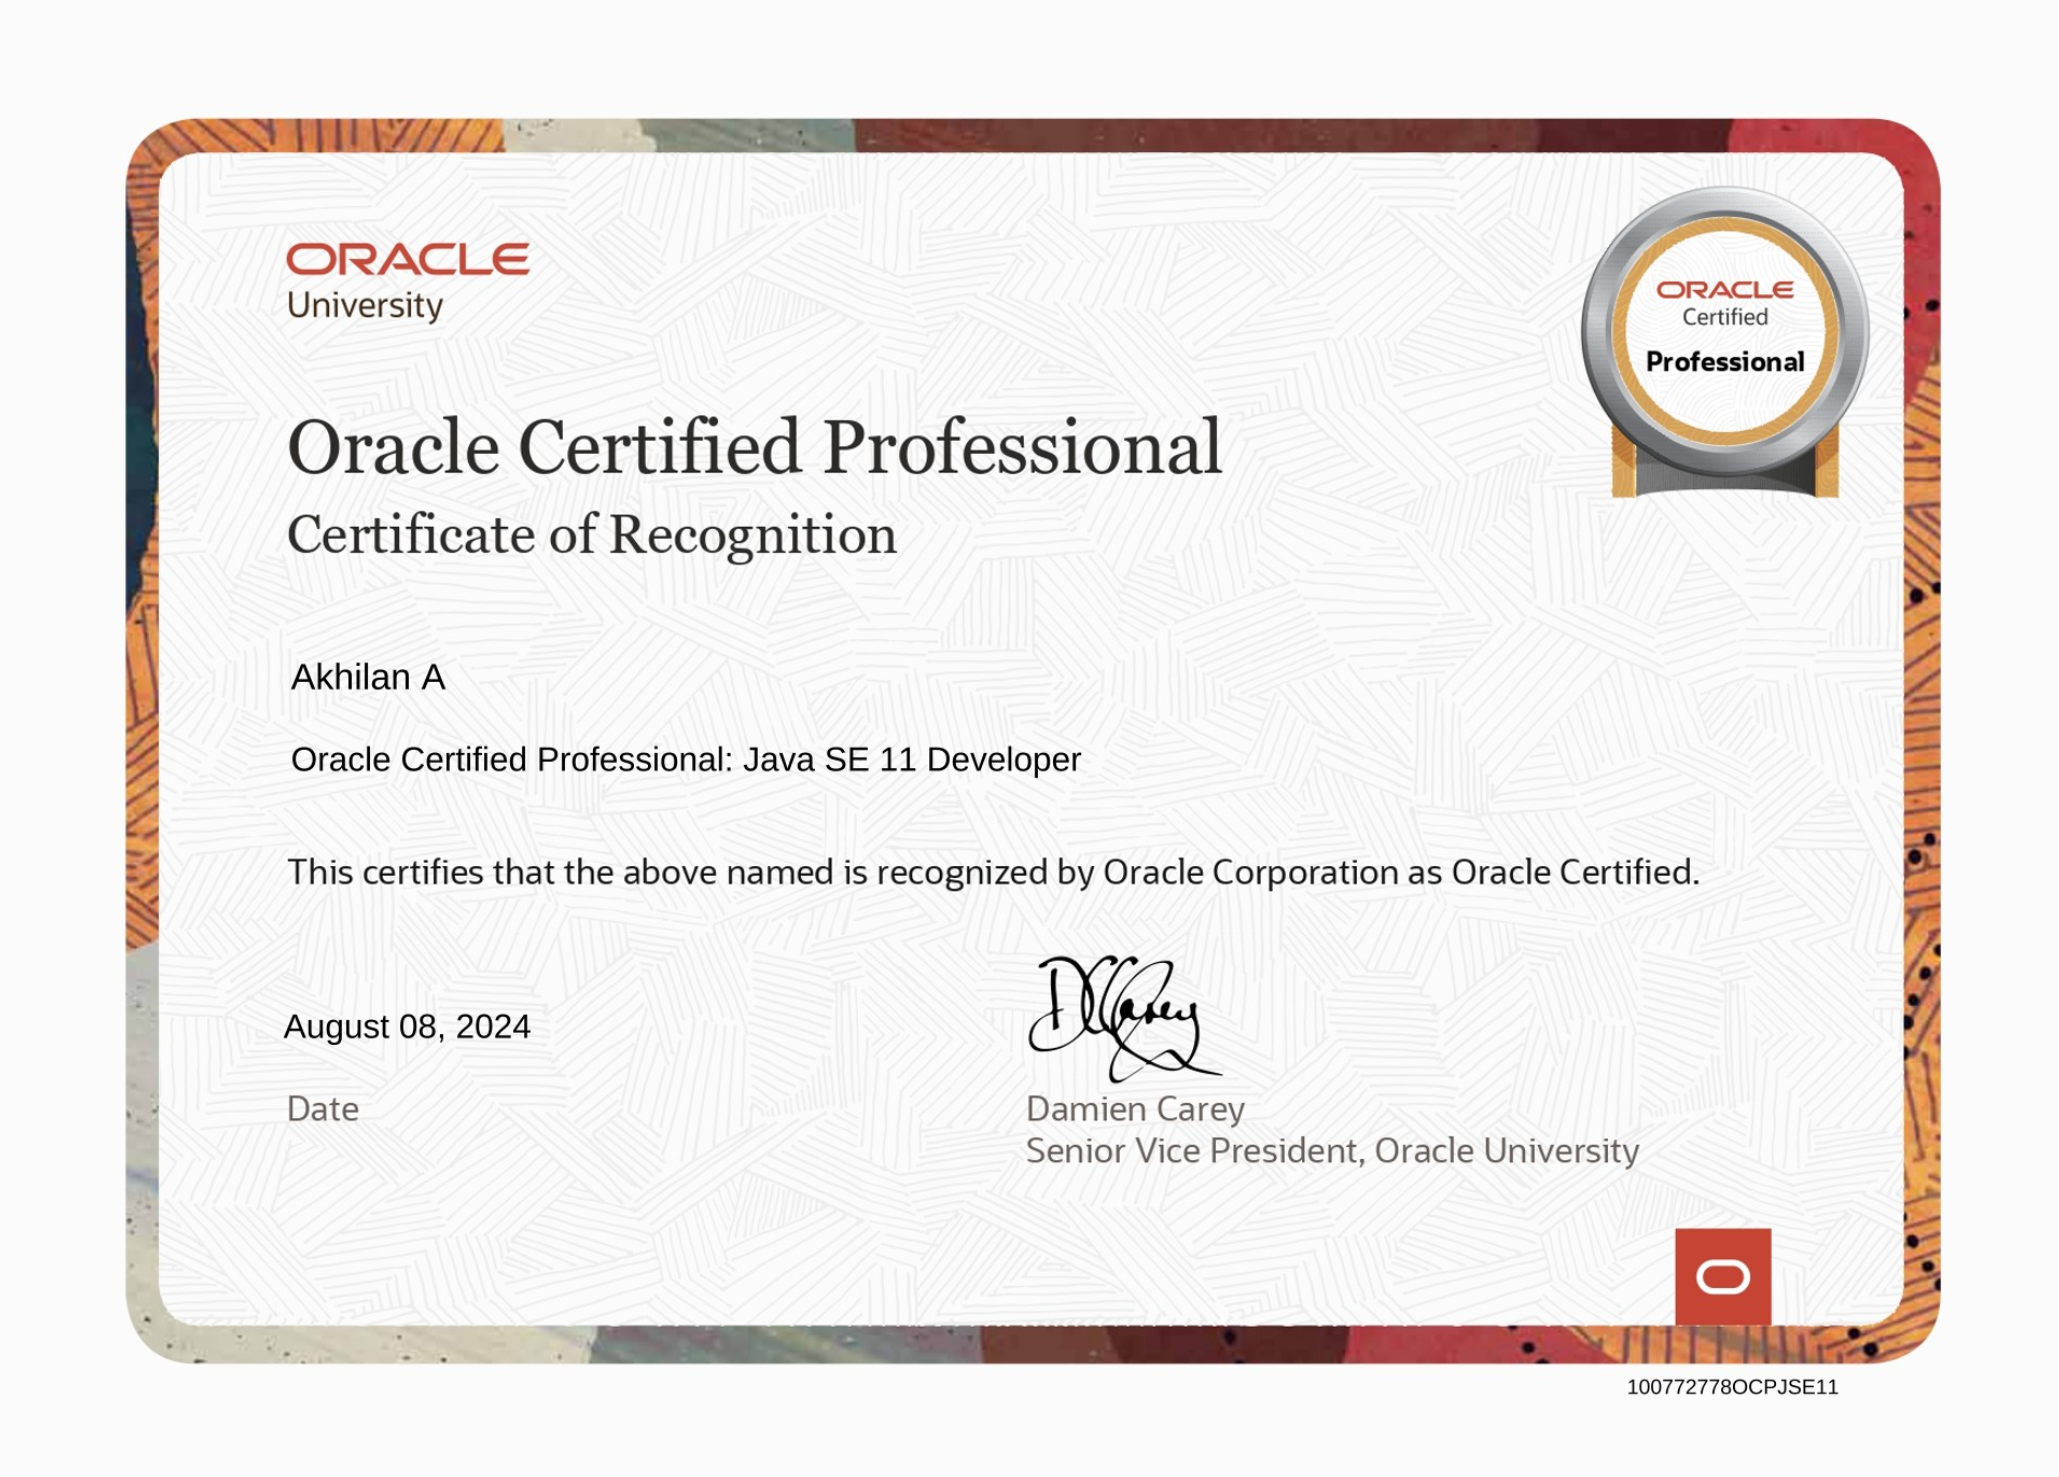 ORACLE
University
ORACLE
Certified
Professional
Oracle Certified Professional
Certificate of Recognition
Akhilan A
Oracle Certified Professional: Java SE 11 Developer
This certifies that the above named is recognized by Oracle Corporation as Oracle Certified.
August 08, 2024
Date
Damien Carey
Senior Vice President, Oracle University
100772778OCPJSE11